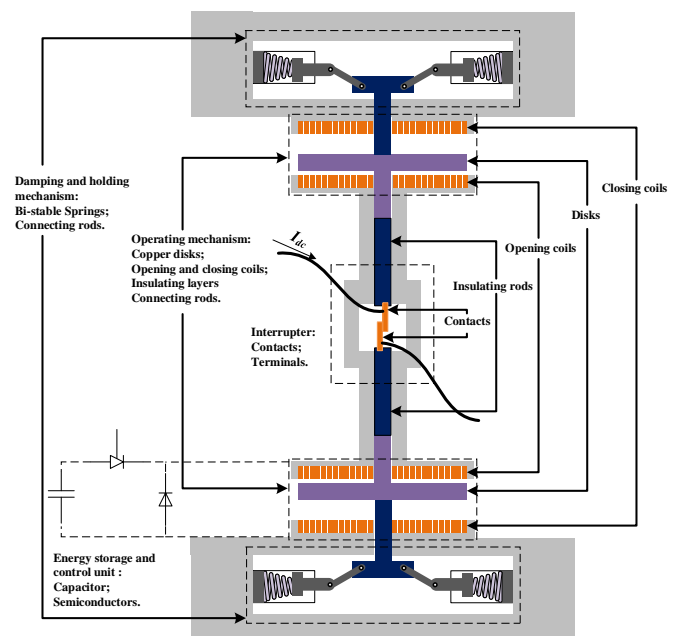 Damping and holding
mechanism:
Bi-stable Springs;
Connecting rods.
Operating mechanism:
Copper disks;
Opening and closing coils;
Insulating layers
Connecting rods.
I_dc
Interrupter:
Contacts;
Terminals.
Closing coils
Disks
Opening coils
Insulating rods
Contacts
Energy storage and
control unit :
Capacitor;
Semiconductors.